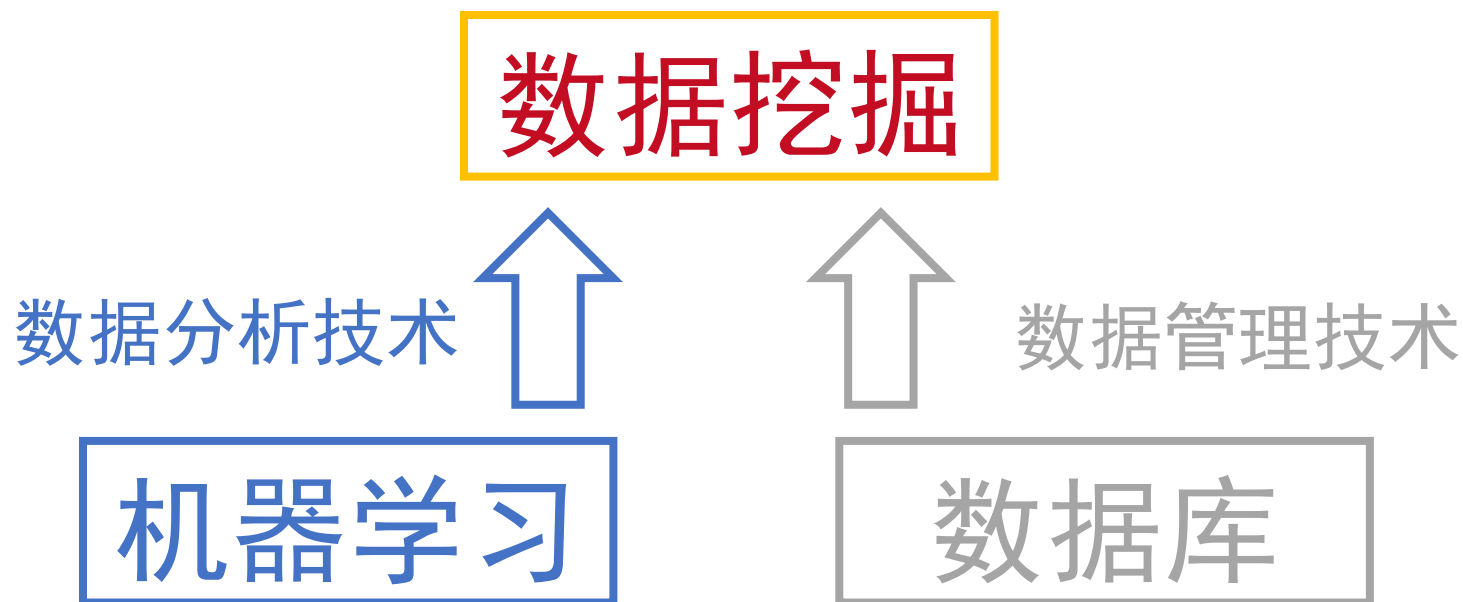 数据挖掘
数据分析技术
数据管理技术
机器学习
数据库